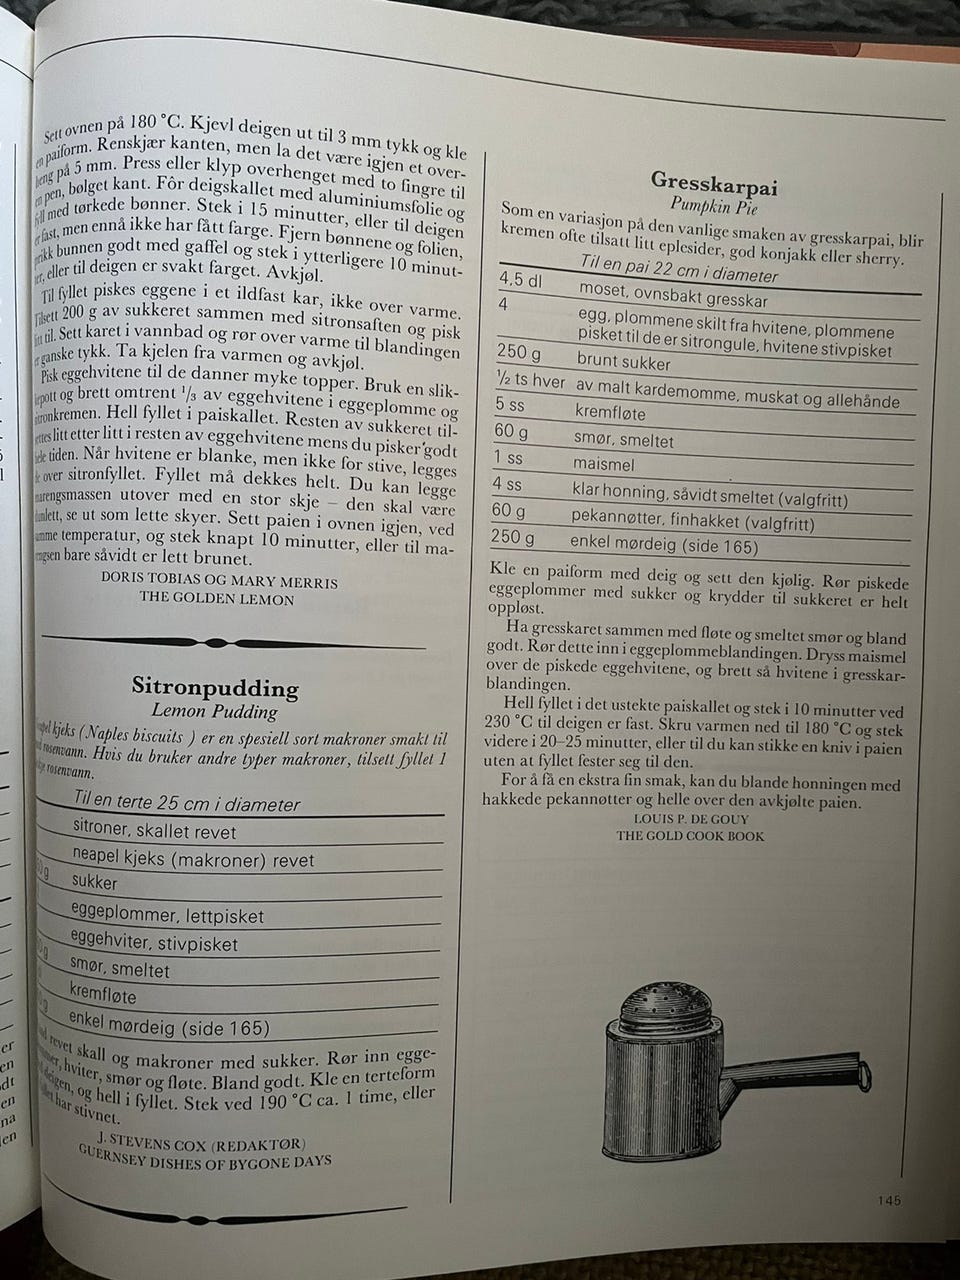 Sett ovnen på 180 °C. Kjevl deigen ut til 3 mm tykk og kle
en paiform. Renskjær kanten, men la det være igjen et over-
heng på 5 mm. Press eller klyp overhenget med to fingre til
en pen, bølget kant. Fôr deigskallet med aluminiumsfolie og
fyll med tørkede bønner. Stek i 15 minutter, eller til deigen
er fast, men ennå ikke har fått farge. Fjern bønnene og folien,
prikk bunnen godt med gaffel og stek i ytterligere 10 minut-
ter, eller til deigen er svakt farget. Avkjøl.
Til fyllet piskes eggene i et ildfast kar, ikke over varme.
Tilsett 200 g av sukkeret sammen med sitronsaften og pisk
litt til. Sett karet i vannbad og rør over varme til blandingen
er ganske tykk. Ta kjelen fra varmen og avkjøl.
Pisk eggehvitene til de danner myke topper. Bruk en slik-
kepott og brett omtrent 1/3 av eggehvitene i eggeplomme og
sitronkremen. Hell fyllet i paiskallet. Resten av sukkeret til-
settes litt etter litt i resten av eggehvitene mens du pisker godt
hele tiden. Når hvitene er blanke, men ikke for stive, legges
de over sitronfyllet. Fyllet må dekkes helt. Du kan legge
marengsmassen utover med en stor skje – den skal være
se ut som lette skyer. Sett paien i ovnen igjen, ved
samme temperatur, og stek knapt 10 minutter, eller til ma-
rengsen bare såvidt er lett brunet.
DORIS TOBIAS OG MARY MERRIS
THE GOLDEN LEMON
Sitronpudding
Lemon Pudding
Neapel kjeks (Naples biscuits ) er en spesiell sort makroner smakt til
med rosenvann. Hvis du bruker andre typer makroner, tilsett fyllet 1
rosenvann.
Til en terte 25 cm i diameter
sitroner, skallet revet
neapel kjeks (makroner) revet
sukker
eggeplommer, lettpisket
eggehviter, stivpisket
smør, smeltet
kremfløte
enkel mørdeig (side 165)
revet skall og makroner med sukker. Rør inn egge-
plommer, hviter, smør og fløte. Bland godt. Kle en terteform
med deigen, og hell i fyllet. Stek ved 190 °C ca. 1 time, eller
til fyllet har stivnet.
J. STEVENS COX (REDAKTØR)
GUERNSEY DISHES OF BYGONE DAYS
Gresskarpai
Pumpkin Pie
Som en variasjon på den vanlige smaken av gresskarpai, blir
kremen ofte tilsatt litt eplesider, god konjakk eller sherry.
Til en pai 22 cm i diameter
4,5 dl moset, ovnsbakt gresskar
4 egg, plommene skilt fra hvitene, plommene
pisket til de er sitrongule, hvitene stivpisket
250 g brunt sukker
½ ts hver av malt kardemomme, muskat og allehånde
5 ss kremfløte
60 g smør, smeltet
1 ss maismel
4 ss klar honning, såvidt smeltet (valgfritt)
60 g pekannøtter, finhakket (valgfritt)
250 g enkel mørdeig (side 165)
Kle en paiform med deig og sett den kjølig. Rør piskede
eggeplommer med sukker og krydder til sukkeret er helt
oppløst.
Ha gresskaret sammen med fløte og smeltet smør og bland
godt. Rør dette inn i eggeplommeblandingen. Dryss maismel
over de piskede eggehvitene, og brett så hvitene i gresskar-
blandingen.
Hell fyllet i det ustekte paiskallet og stek i 10 minutter ved
230 °C til deigen er fast. Skru varmen ned til 180 °C og stek
videre i 20–25 minutter, eller til du kan stikke en kniv i paien
uten at fyllet fester seg til den.
For å få en ekstra fin smak, kan du blande honningen med
hakkede pekannøtter og helle over den avkjølte paien.
LOUIS P. DE GOUY
THE GOLD COOK BOOK
145